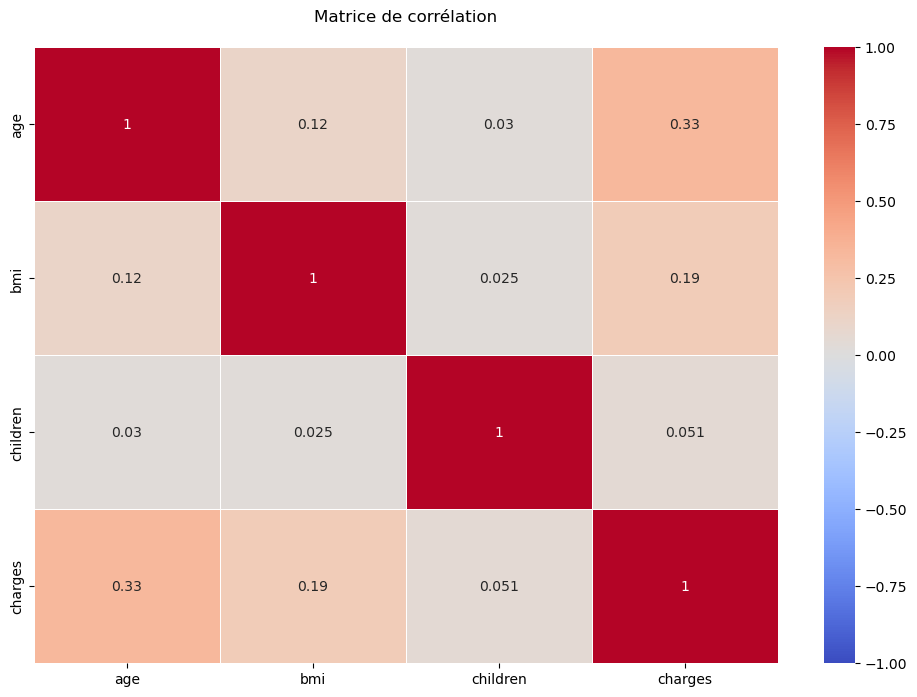 Matrice de corrélation
age 1 0.12 0.03 0.33
bmi 0.12 1 0.025 0.19
children 0.03 0.025 1 0.051
charges 0.33 0.19 0.051 1
age bmi children charges
1.00
0.75
0.50
0.25
0.00
−0.25
−0.50
−0.75
−1.00